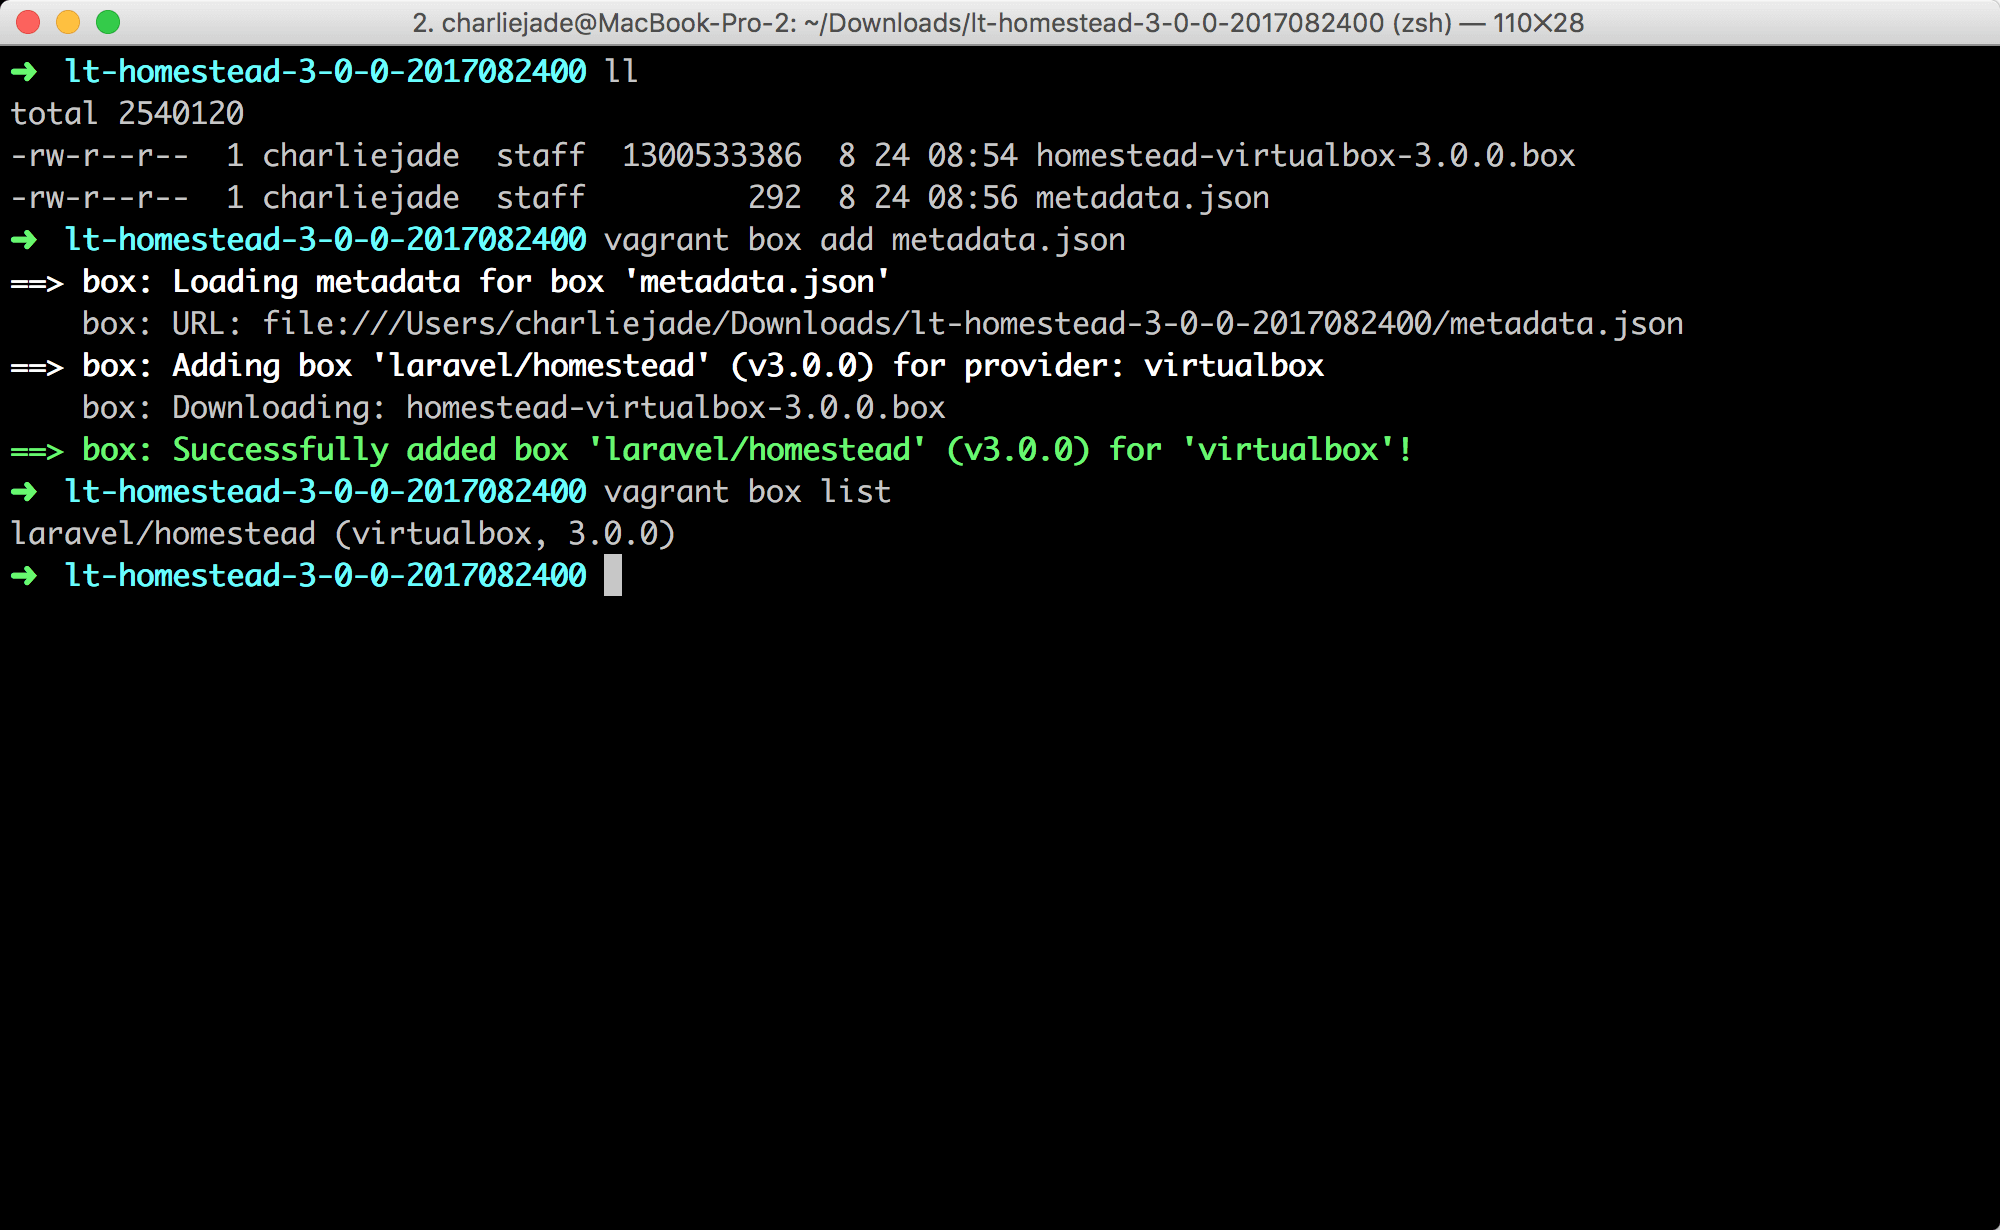 2. charliejade@MacBook-Pro-2: ~/Downloads/lt-homestead-3-0-0-2017082400 (zsh) — 110✕28
➜  lt-homestead-3-0-0-2017082400 ll
total 2540120
-rw-r--r--  1 charliejade  staff  1300533386  8 24 08:54 homestead-virtualbox-3.0.0.box
-rw-r--r--  1 charliejade  staff         292  8 24 08:56 metadata.json
➜  lt-homestead-3-0-0-2017082400 vagrant box add metadata.json
==> box: Loading metadata for box 'metadata.json'
    box: URL: file:///Users/charliejade/Downloads/lt-homestead-3-0-0-2017082400/metadata.json
==> box: Adding box 'laravel/homestead' (v3.0.0) for provider: virtualbox
    box: Downloading: homestead-virtualbox-3.0.0.box
==> box: Successfully added box 'laravel/homestead' (v3.0.0) for 'virtualbox'!
➜  lt-homestead-3-0-0-2017082400 vagrant box list
laravel/homestead (virtualbox, 3.0.0)
➜  lt-homestead-3-0-0-2017082400